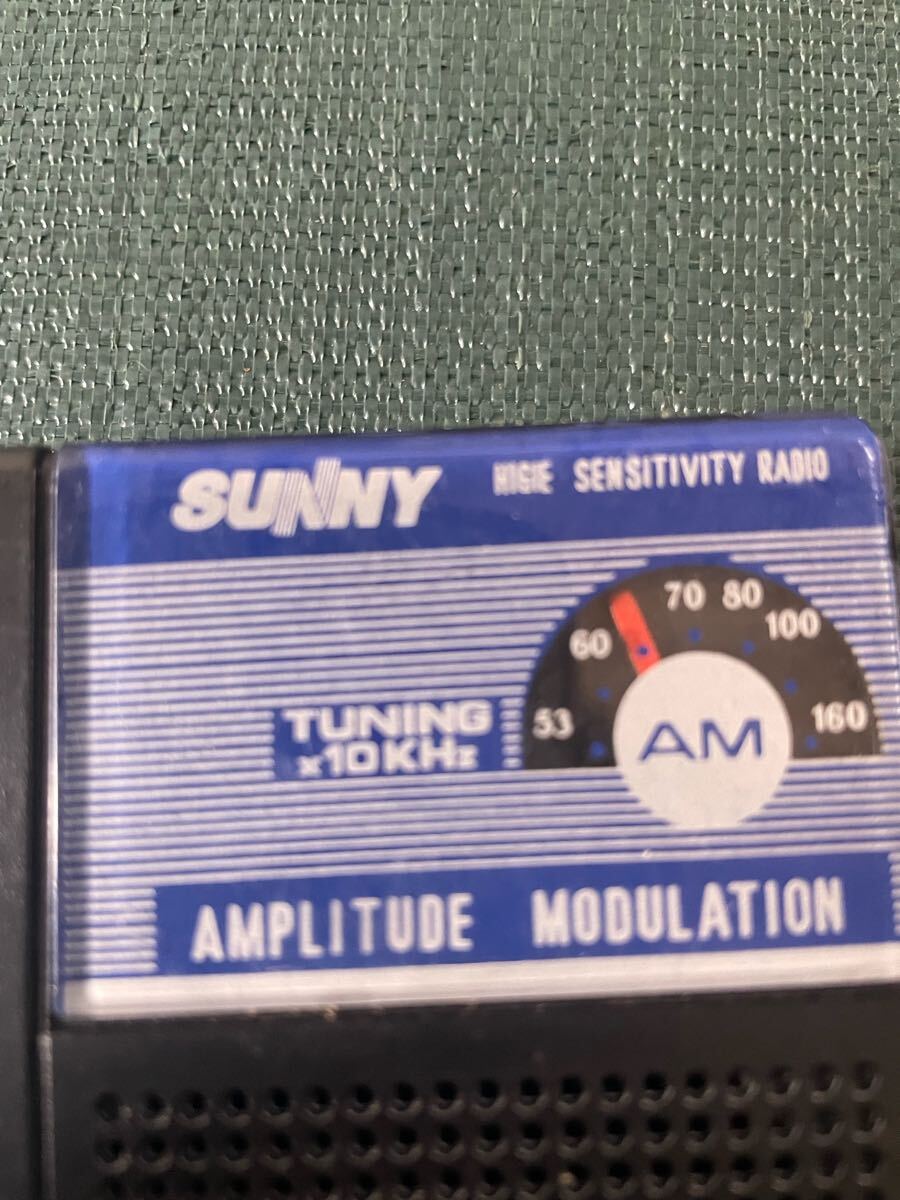 SUNNY
HIGIE SENSITIVITY RADIO
53 60 70 80 100 160
TUNING
x10KHz
AM
AMPLITUDE MODULATION